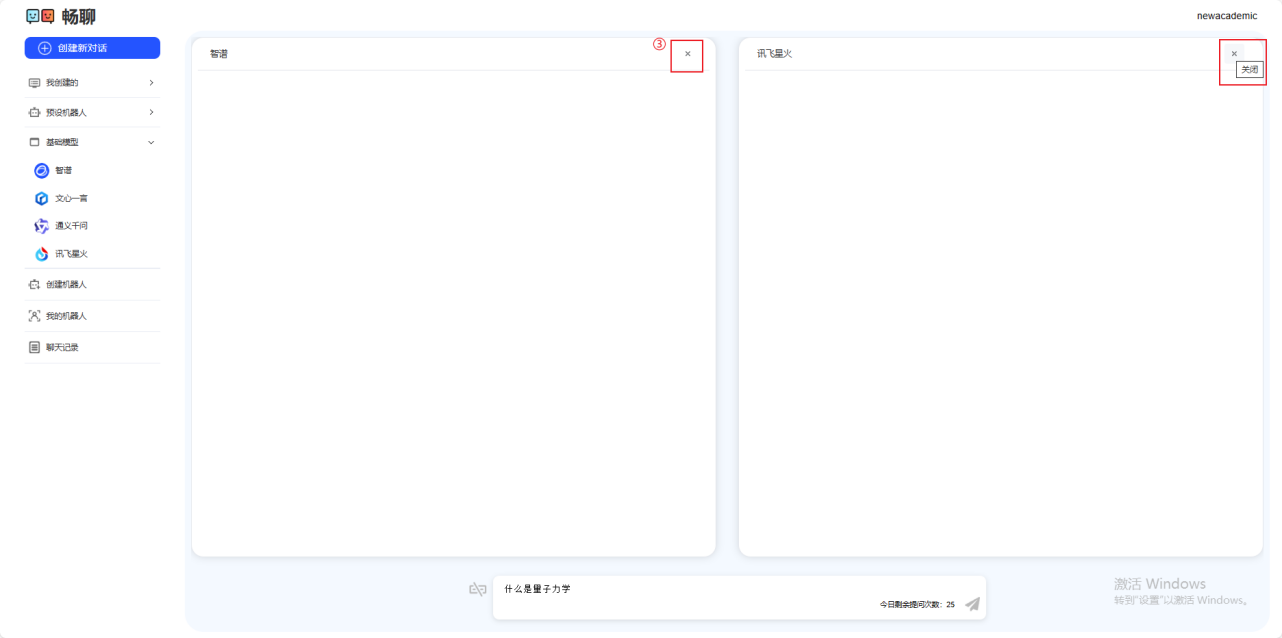 畅聊
newacademic
创建新对话
我创建的
预设机器人
基础模型
智谱
文心一言
通义千问
讯飞星火
创建机器人
我的机器人
聊天记录
智谱
③
×
讯飞星火
×
关闭
什么是量子力学
今日剩余提问次数：25
激活 Windows
转到"设置"以激活 Windows。